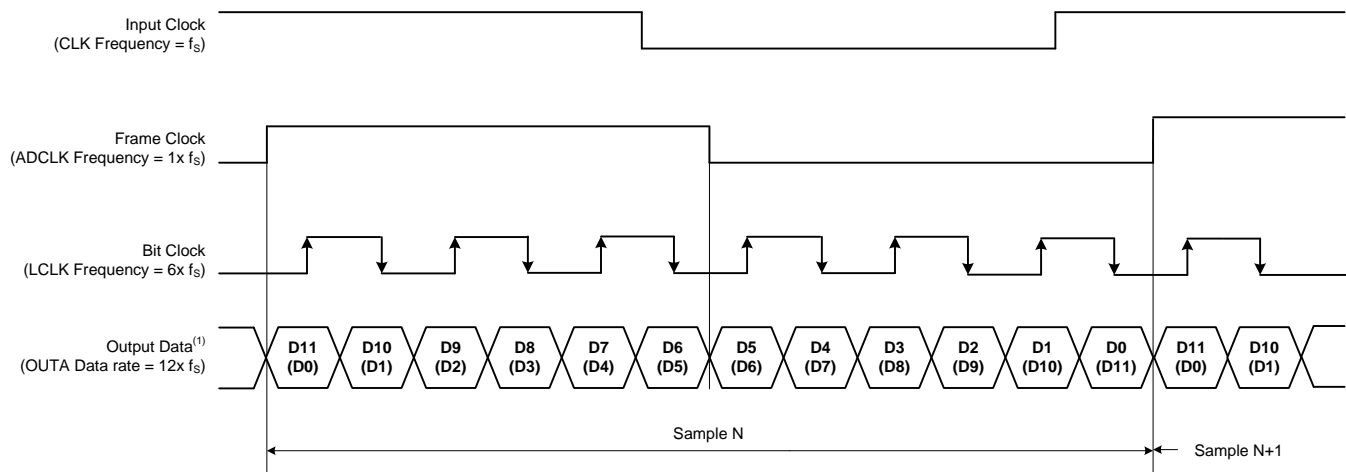 Input Clock
(CLK Frequency = fS)
Frame Clock
(ADCLK Frequency = 1x fS)
Bit Clock
(LCLK Frequency = 6x fS)
Output Data(1)
(OUTA Data rate = 12x fS)
D11 D10 D9 D8 D7 D6 D5 D4 D3 D2 D1 D0 D11 D10
(D0) (D1) (D2) (D3) (D4) (D5) (D6) (D7) (D8) (D9) (D10) (D11) (D0) (D1)
Sample N
Sample N+1